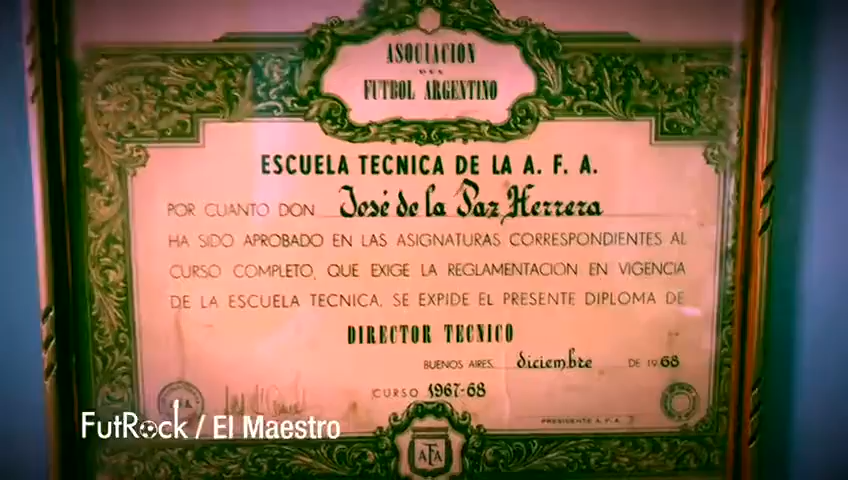 ASOCIACION
DEL
FUTBOL ARGENTINO
ESCUELA TECNICA DE LA A. F. A.
POR CUANTO DON José de la Paz Herrera
HA SIDO APROBADO EN LAS ASIGNATURAS CORRESPONDIENTES AL
CURSO COMPLETO, QUE EXIGE LA REGLAMENTACION EN VIGENCIA
DE LA ESCUELA TECNICA, SE EXPIDE EL PRESENTE DIPLOMA DE
DIRECTOR TECNICO
BUENOS AIRES, diciembre DE 1968
CURSO 1967-68
PRESIDENTE A.F.A.
FutRock / El Maestro
AFA